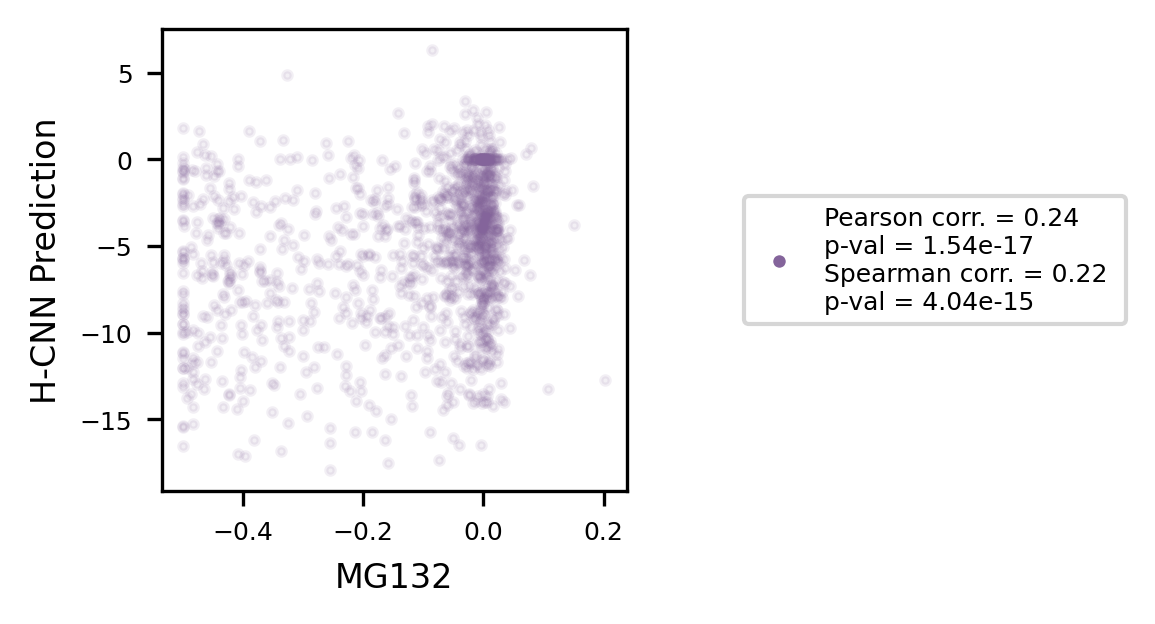 H-CNN Prediction
5
0
−5
−10
−15
−0.4
−0.2
0.0
0.2
MG132
Pearson corr. = 0.24
p-val = 1.54e-17
Spearman corr. = 0.22
p-val = 4.04e-15